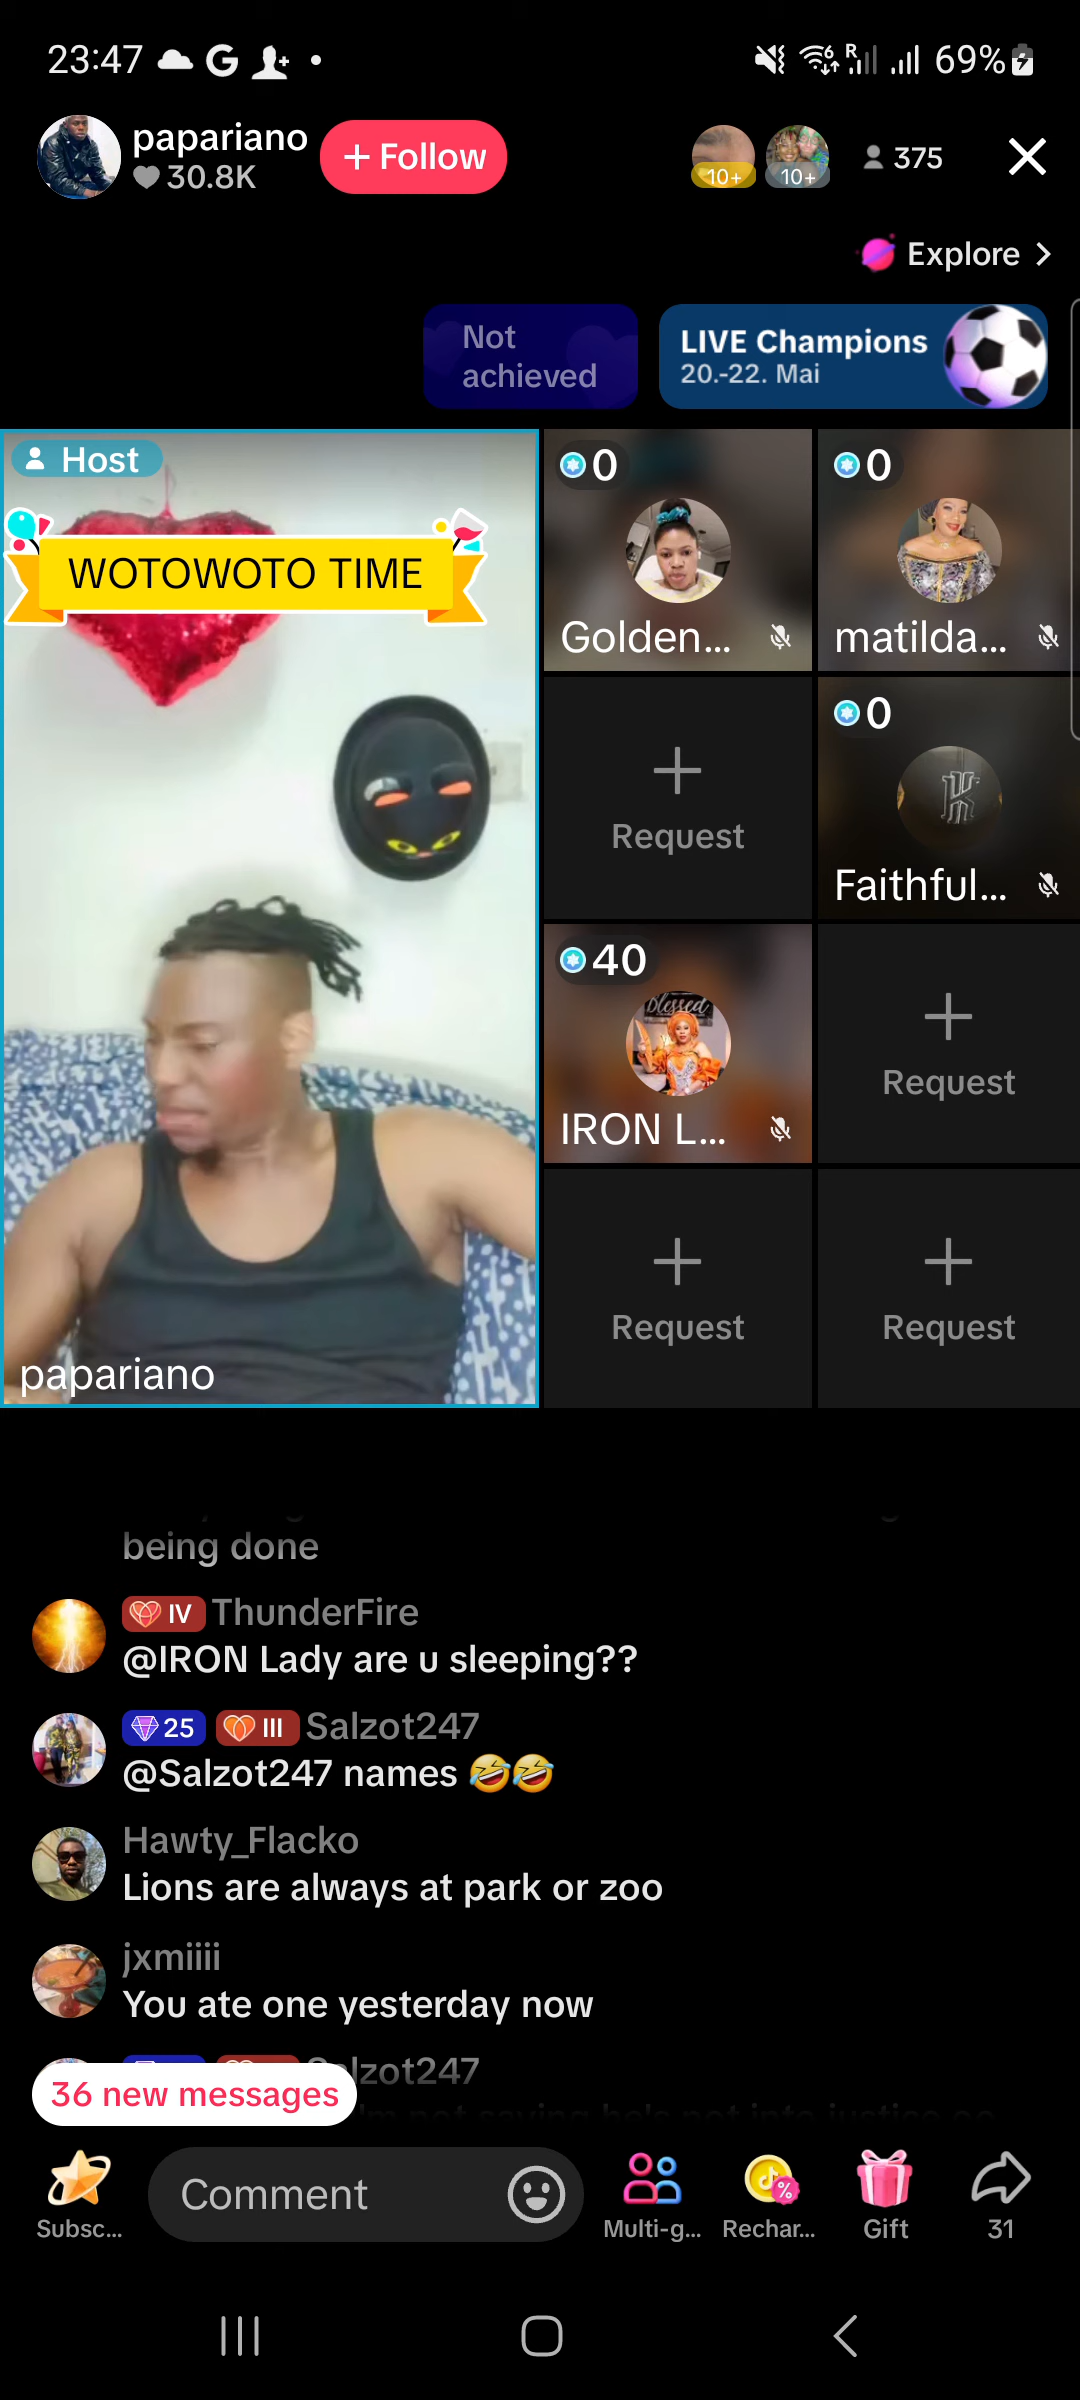 23:47
69%
papariano
30.8K
+ Follow
10+
10+
375
Explore
Not
achieved
LIVE Champions
20.-22. Mai
Host
WOTOWOTO TIME
papariano
0
Golden...
0
matilda...
Request
0
K
Faithful...
40
Blessed
IRON L...
Request
Request
Request
being done
IV ThunderFire
@IRON Lady are u sleeping??
25 III Salzot247
@Salzot247 names 🤣🤣
Hawty_Flacko
Lions are always at park or zoo
jxmiiii
You ate one yesterday now
Salzot247
36 new messages
Comment
Subsc...
Multi-g...
Rechar...
Gift
31